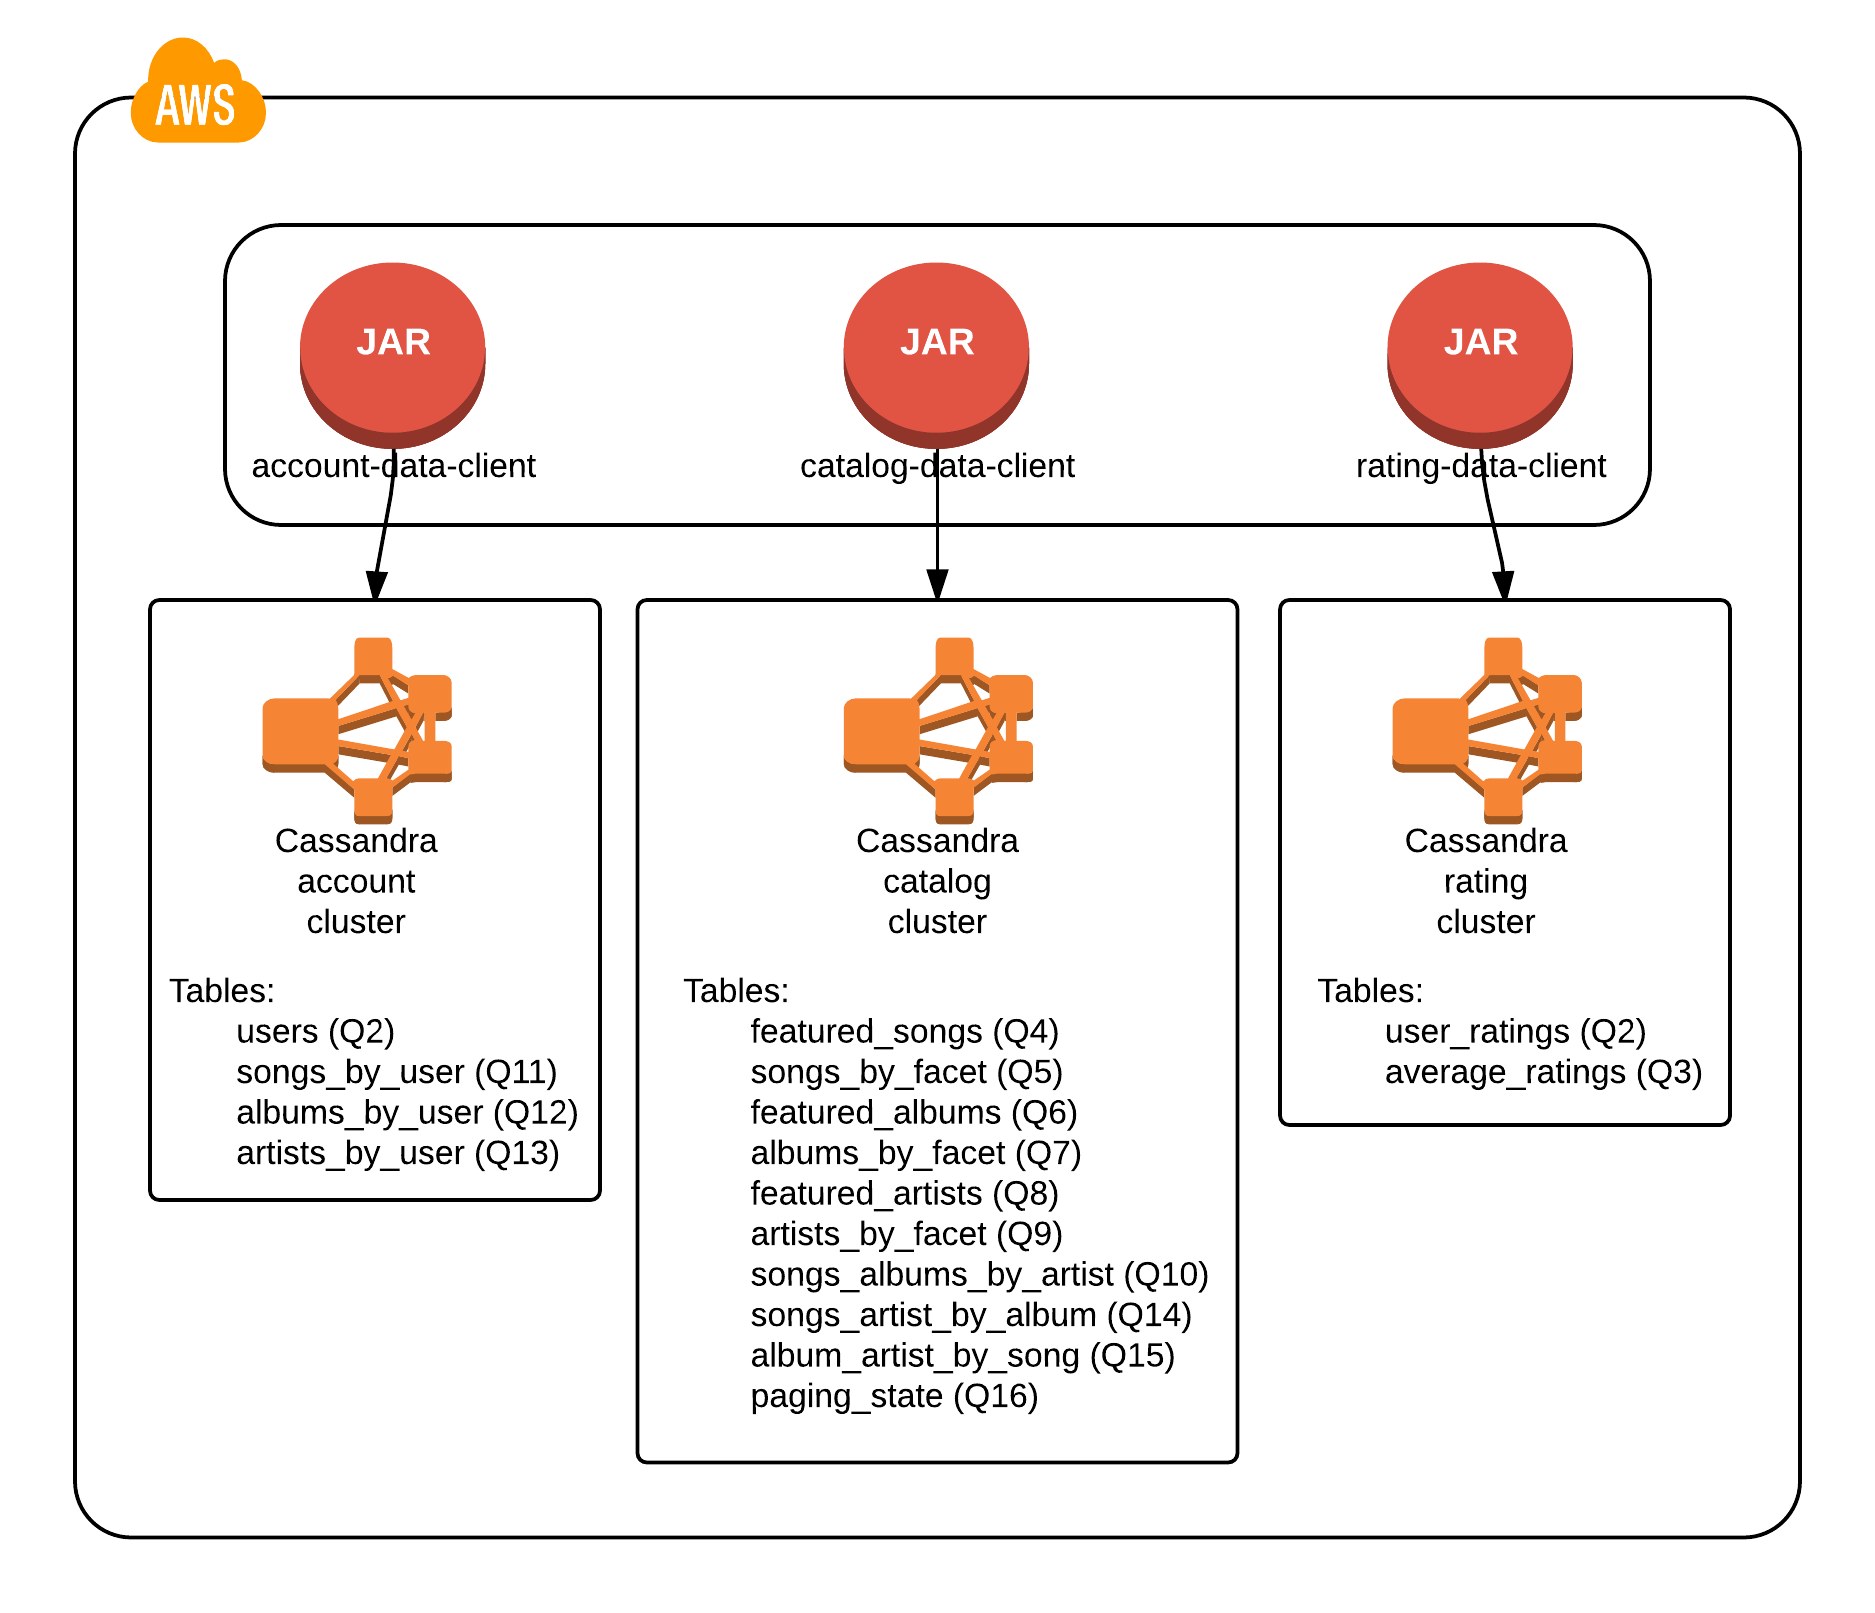 AWS
JAR
JAR
JAR
account-data-client
catalog-data-client
rating-data-client
Cassandra
account
cluster
Tables:
users (Q2)
songs_by_user (Q11)
albums_by_user (Q12)
artists_by_user (Q13)
Cassandra
catalog
cluster
Tables:
featured_songs (Q4)
songs_by_facet (Q5)
featured_albums (Q6)
albums_by_facet (Q7)
featured_artists (Q8)
artists_by_facet (Q9)
songs_albums_by_artist (Q10)
songs_artist_by_album (Q14)
album_artist_by_song (Q15)
paging_state (Q16)
Cassandra
rating
cluster
Tables:
user_ratings (Q2)
average_ratings (Q3)